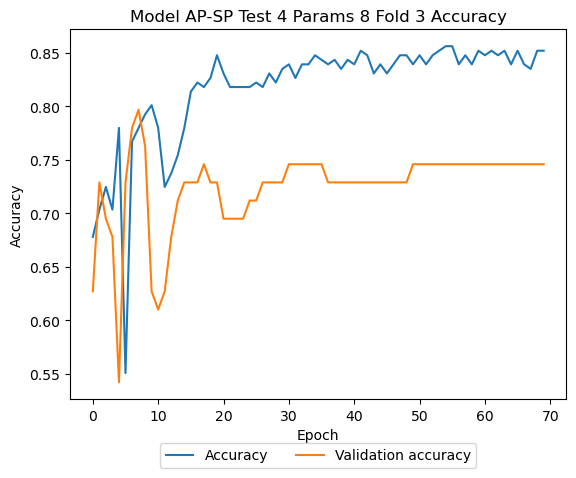 Model AP-SP Test 4 Params 8 Fold 3 Accuracy
0.85
0.80
0.75
0.70
0.65
0.60
0.55
Accuracy
0 10 20 30 40 50 60 70
Epoch
Accuracy Validation accuracy